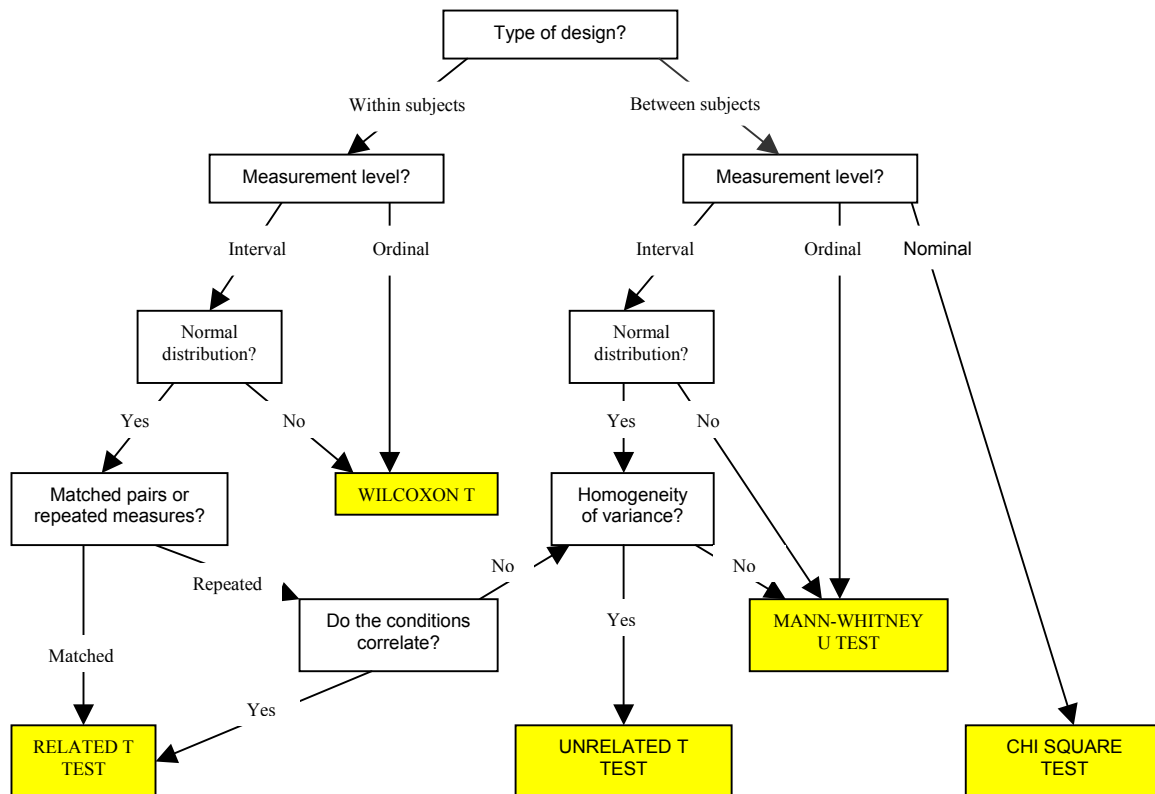 Type of design?
Within subjects
Between subjects
Measurement level?
Measurement level?
Interval
Ordinal
Interval
Ordinal
Nominal
Normal
distribution?
Normal
distribution?
Yes
No
Yes
No
Matched pairs or
repeated measures?
WILCOXON T
Homogeneity
of variance?
Repeated
No
No
Do the conditions
correlate?
MANN-WHITNEY
U TEST
Matched
Yes
Yes
RELATED T
TEST
UNRELATED T
TEST
CHI SQUARE
TEST